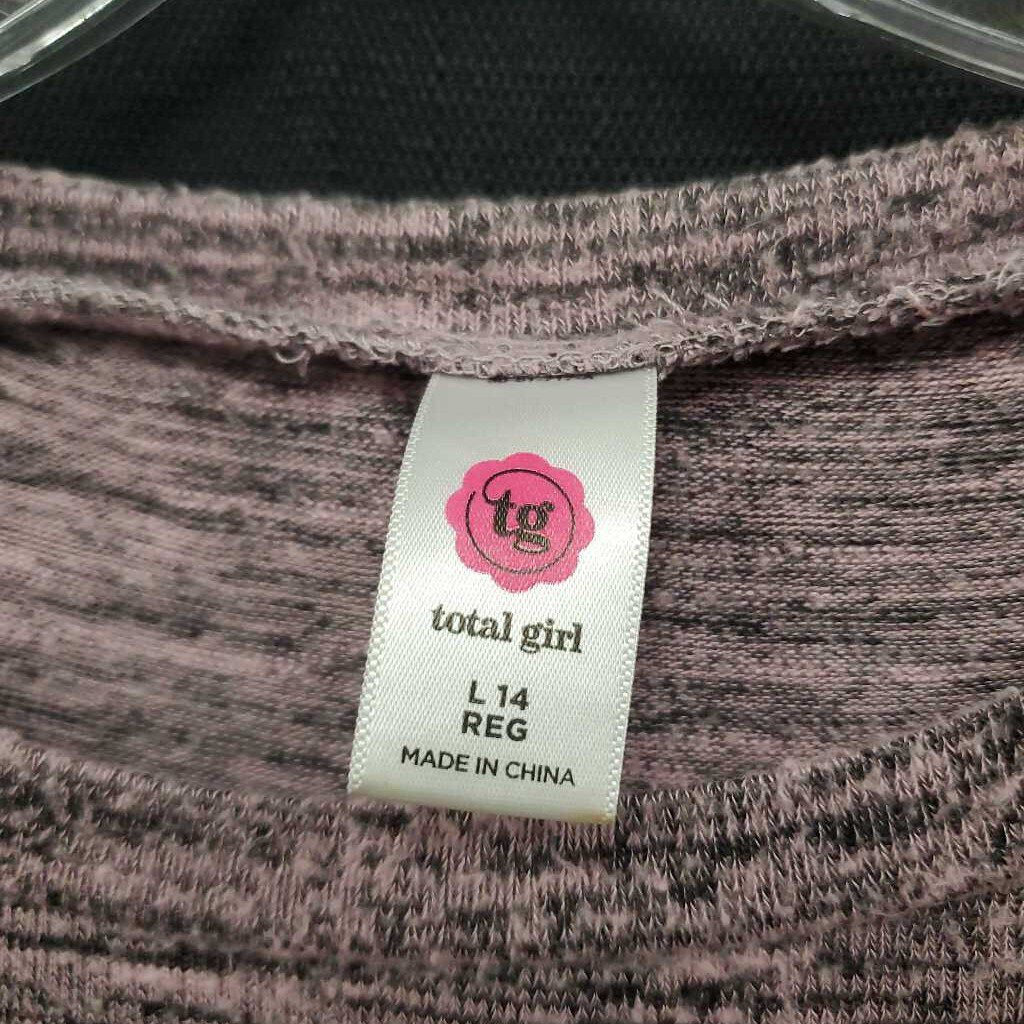 tg
total girl
L 14
REG
MADE IN CHINA